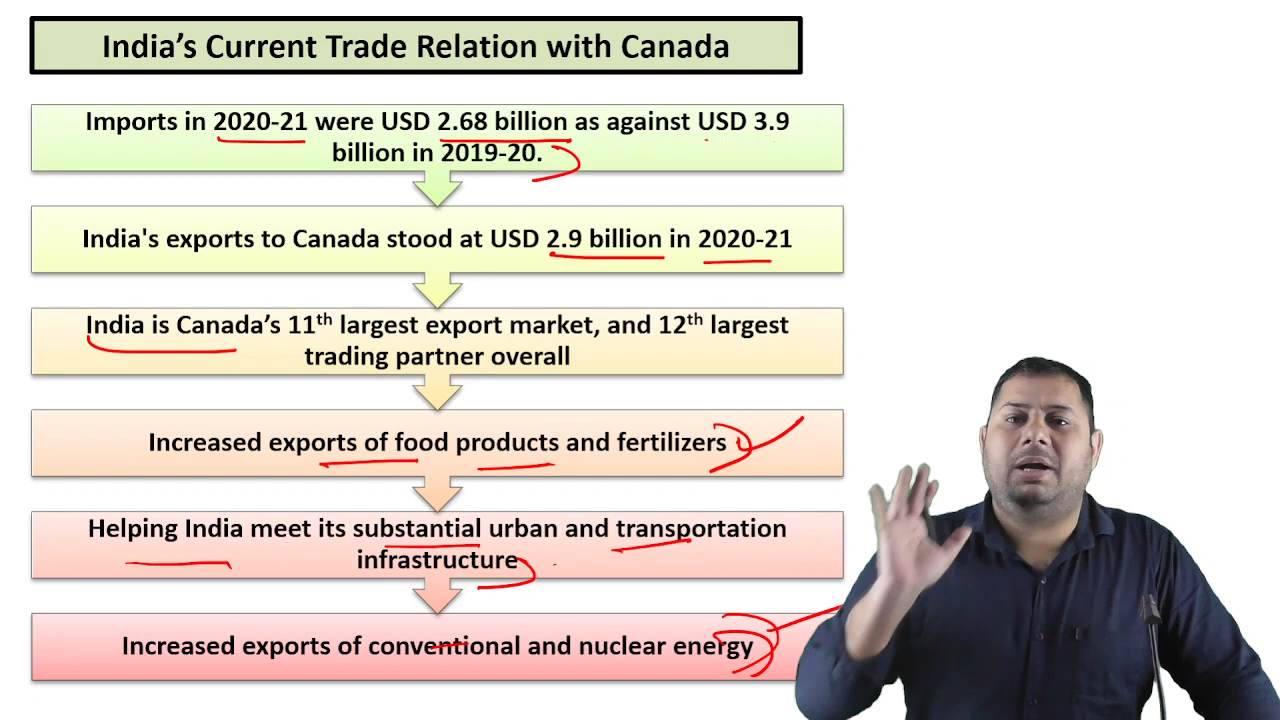 India’s Current Trade Relation with Canada
Imports in 2020-21 were USD 2.68 billion as against USD 3.9
billion in 2019-20.
India's exports to Canada stood at USD 2.9 billion in 2020-21
India is Canada’s 11th largest export market, and 12th largest
trading partner overall
Increased exports of food products and fertilizers
Helping India meet its substantial urban and transportation
infrastructure
Increased exports of conventional and nuclear energy